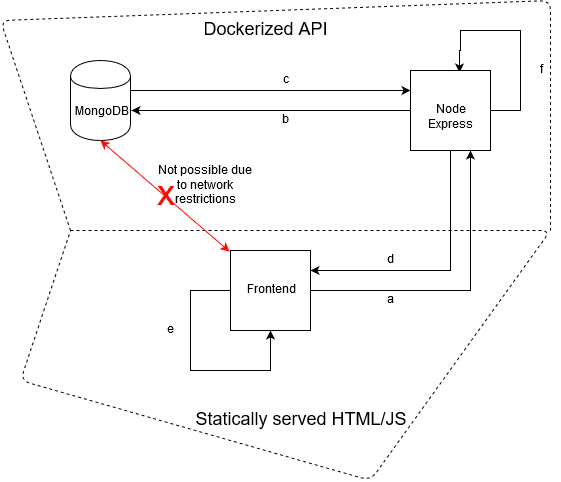 Dockerized API
c
f
MongoDB
Node
Express
b
Not possible due
to network
X
restrictions
d
Frontend
a
e
Statically served HTML/JS